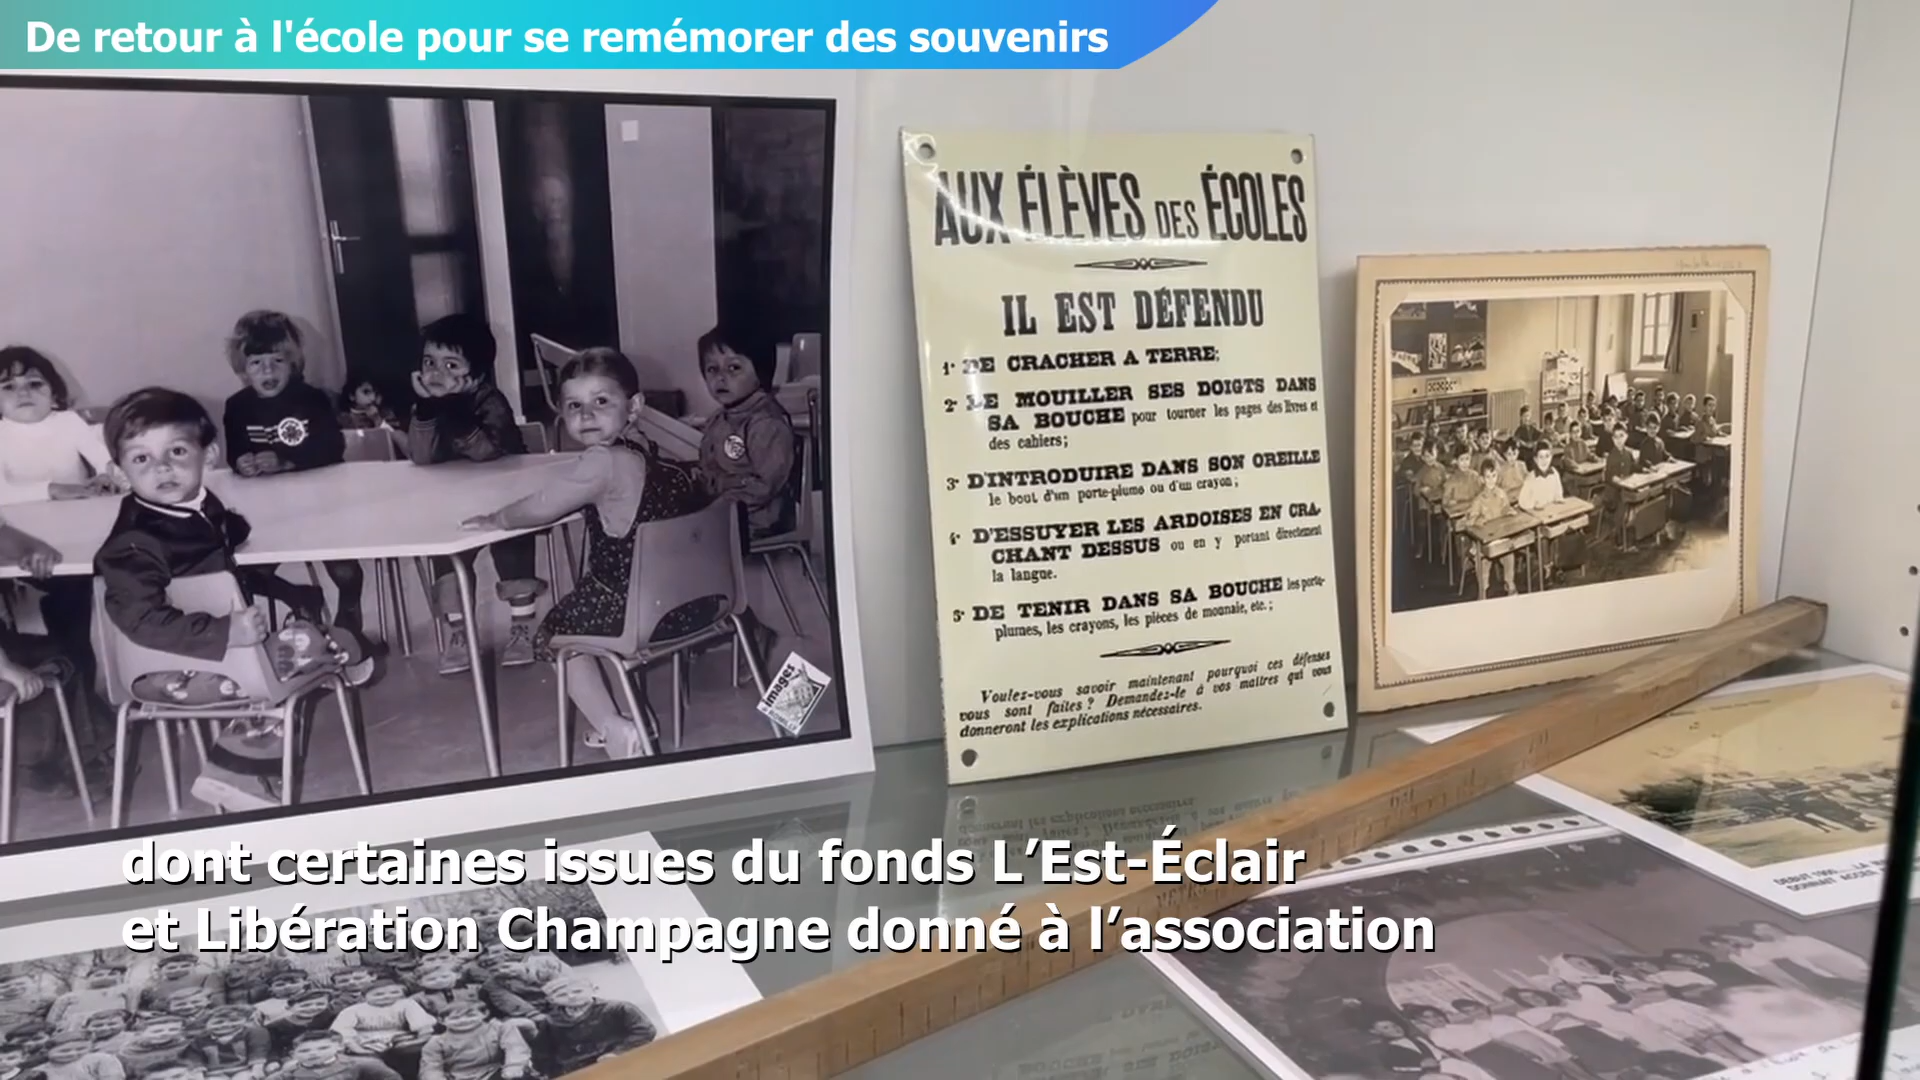 De retour à l'école pour se remémorer des souvenirs
AUX ÉLÈVES DES ÉCOLES
IL EST DÉFENDU
1° DE CRACHER A TERRE;
2° DE MOUILLER SES DOIGTS DANS
SA BOUCHE pour tourner les pages des livres et
des cahiers;
3° D'INTRODUIRE DANS SON OREILLE
le bout d'un porte-plume ou d'un crayon;
4° D'ESSUYER LES ARDOISES EN CRA-
CHANT DESSUS ou en y portant directement
la langue.
5° DE TENIR DANS SA BOUCHE les porte-
plumes, les crayons, les pièces de monnaie, etc.;
Voulez-vous savoir maintenant pourquoi ces défenses
vous sont faites? Demandez-le à vos maîtres qui vous
donneront les explications nécessaires.
Images
DEBUT 1900
dont certaines issues du fonds L’Est-Éclair
et Libération Champagne donné à l’association